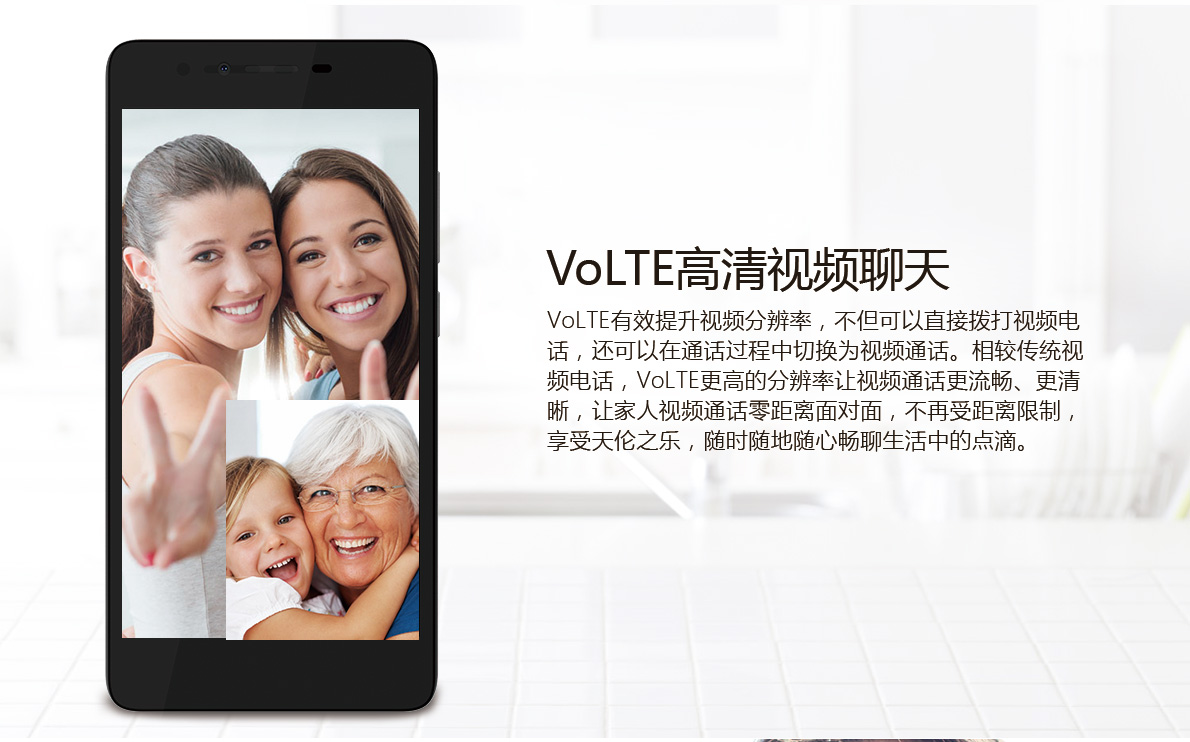 VoLTE高清视频聊天
VoLTE有效提升视频分辨率，不但可以直接拨打视频电
话，还可以在通话过程中切换为视频通话。相较传统视
频电话，VoLTE更高的分辨率让视频通话更流畅、更清
晰，让家人视频通话零距离面对面，不再受距离限制，
享受天伦之乐，随时随地随心畅聊生活中的点滴。